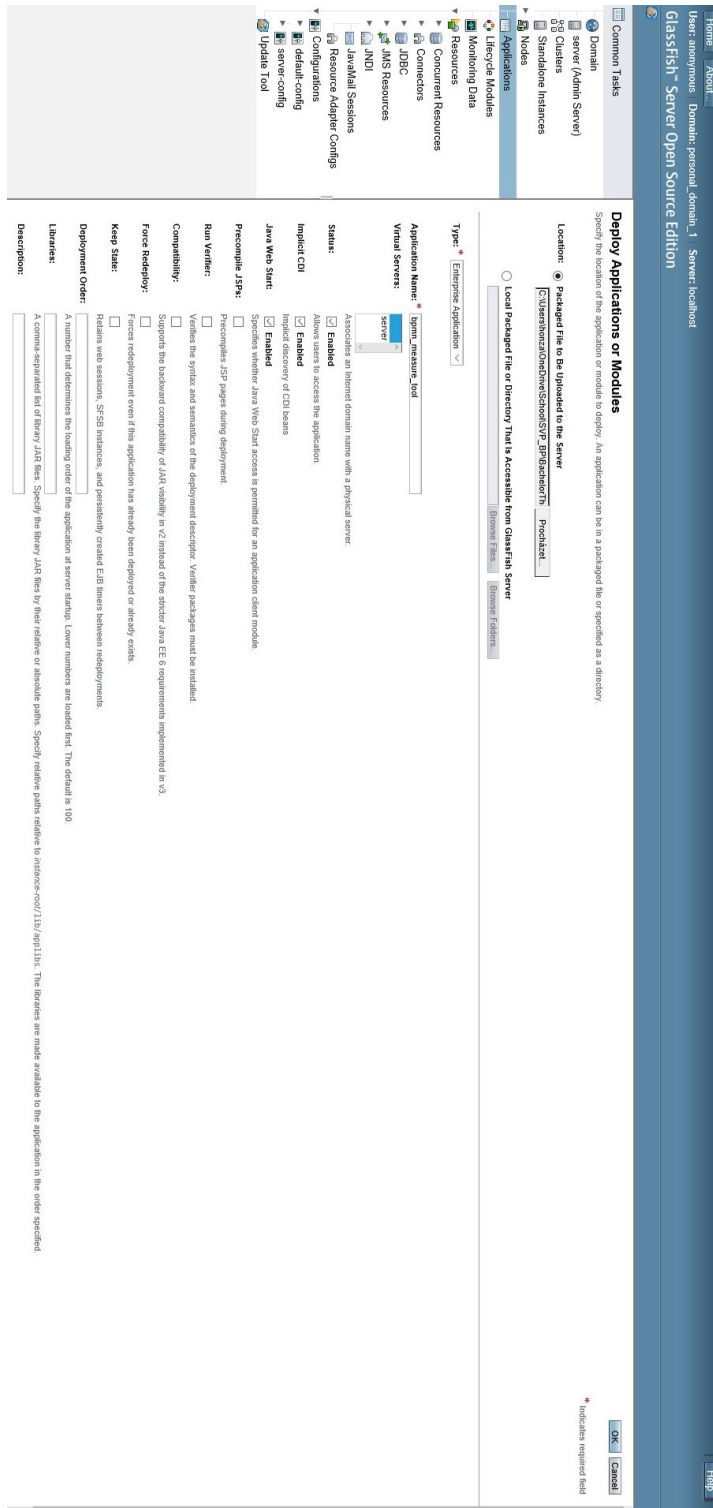 Home About... Help
User: anonymous Domain: personal_domain_1 Server: localhost
GlassFish™ Server Open Source Edition
Common Tasks
Domain
server (Admin Server)
Clusters
Standalone Instances
Nodes
Applications
Lifecycle Modules
Monitoring Data
Resources
Concurrent Resources
Connectors
JDBC
JMS Resources
JNDI
JavaMail Sessions
Resource Adapter Configs
Configurations
default-config
server-config
Update Tool
Deploy Applications or Modules
OK Cancel
Specify the location of the application or module to deploy. An application can be in a packaged file or specified as a directory.
* Indicates required field
Location: Packaged File to Be Uploaded to the Server
C:\Users\honza\OneDrive\School\SVP_BP\BachelorTh Procházet...
Local Packaged File or Directory That Is Accessible from GlassFish Server
Browse Files... Browse Folders...
Type: * Enterprise Application
Application Name: * bpmn_measure_tool
Virtual Servers: server
Associates an Internet domain name with a physical server.
Status: Enabled
Allows users to access the application.
Implicit CDI Enabled
Implicit discovery of CDI beans
Java Web Start: Enabled
Specifies whether Java Web Start access is permitted for an application client module.
Precompile JSPs:
Precompiles JSP pages during deployment.
Run Verifier:
Verifies the syntax and semantics of the deployment descriptor. Verifier packages must be installed.
Compatibility:
Supports the backward compatibility of JAR visibility in v2 instead of the stricter Java EE 6 requirements implemented in v3.
Force Redeploy:
Forces redeployment even if this application has already been deployed or already exists.
Keep State:
Retains web sessions, SFSB instances, and persistently created EJB timers between redeployments.
Deployment Order:
A number that determines the loading order of the application at server startup. Lower numbers are loaded first. The default is 100.
Libraries:
A comma-separated list of library JAR files. Specify the library JAR files by their relative or absolute paths. Specify relative paths relative to instance-root/lib/applibs. The libraries are made available to the application in the order specified.
Description: